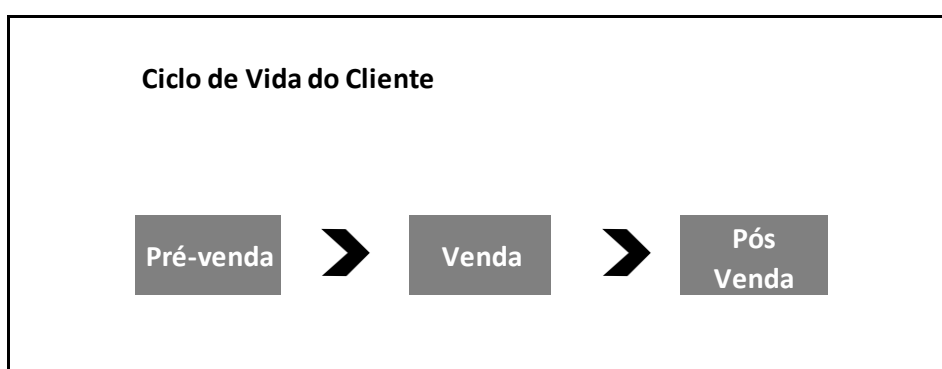 Ciclo de Vida do Cliente
Pré-venda
Venda
Pós
Venda